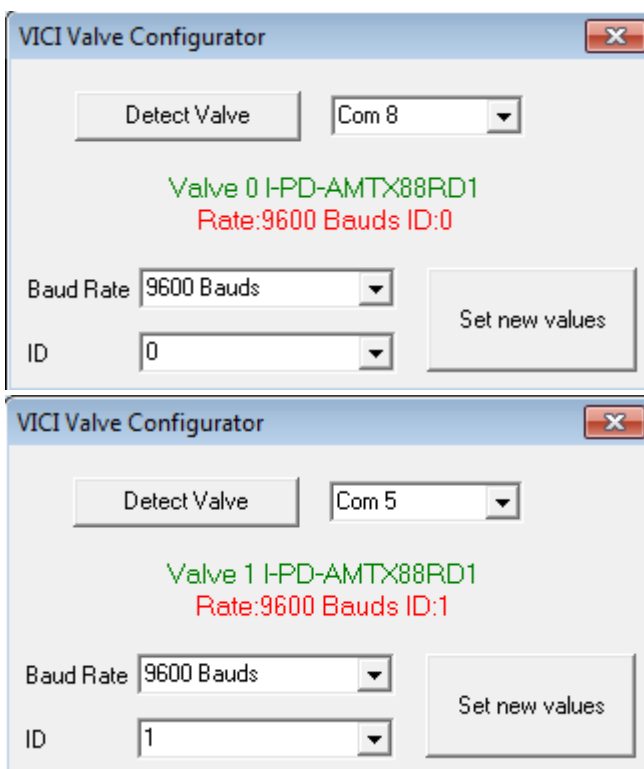 VICI Valve Configurator
Detect Valve Com 8
Valve 0 I-PD-AMTX88RD1
Rate:9600 Bauds ID:0
Baud Rate 9600 Bauds
Set new values
ID 0
VICI Valve Configurator
Detect Valve Com 5
Valve 1 I-PD-AMTX88RD1
Rate:9600 Bauds ID:1
Baud Rate 9600 Bauds
Set new values
ID 1